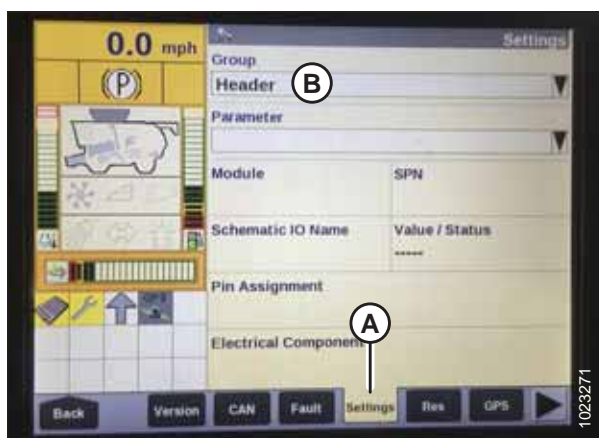 0.0 mph
(P)
Settings
Group
Header
B
Parameter
Module
SPN
Schematic IO Name
Value / Status
-----
Pin Assignment
A
Electrical Component
Back
Version
CAN
Fault
Settings
Res
GPS
1023271